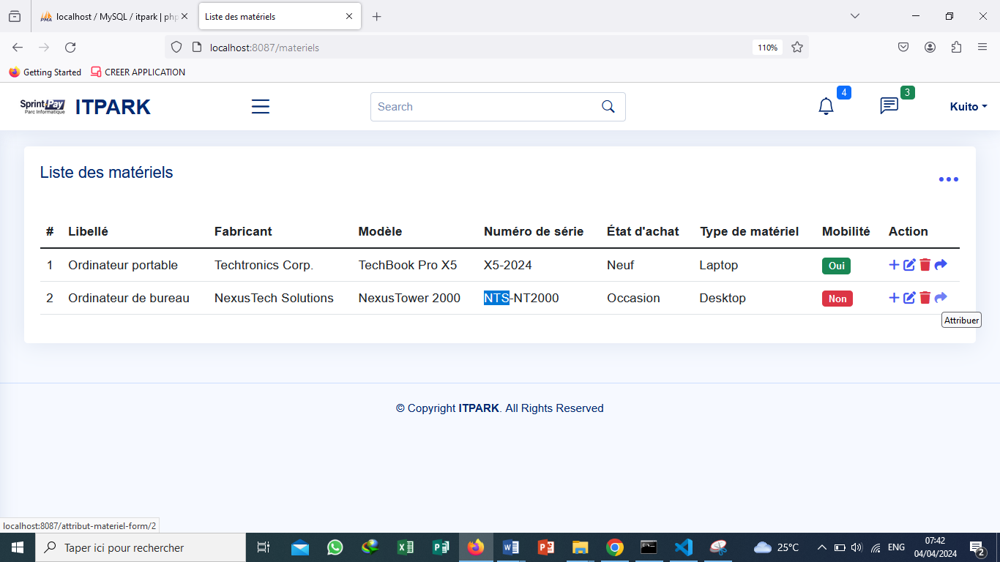 localhost / MySQL / itpark | php
Liste des matériels
localhost:8087/materiels
110%
Getting Started
CREER APPLICATION
Sprint Pay
Parc Informatique
ITPARK
Search
4
3
Kuito
Liste des matériels
# Libellé Fabricant Modèle Numéro de série État d'achat Type de matériel Mobilité Action
1 Ordinateur portable Techtronics Corp. TechBook Pro X5 X5-2024 Neuf Laptop Oui
2 Ordinateur de bureau NexusTech Solutions NexusTower 2000 NTS-NT2000 Occasion Desktop Non
Attribuer
© Copyright ITPARK. All Rights Reserved
localhost:8087/attribut-materiel-form/2
Taper ici pour rechercher
25°C
ENG
07:42
04/04/2024
2